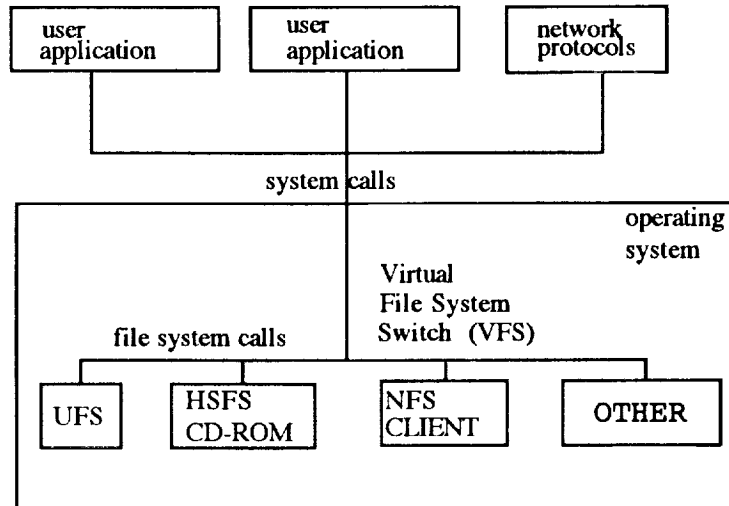 user
application
user
application
network
protocols
system calls
operating
system
Virtual
File System
Switch (VFS)
file system calls
UFS
HSFS
CD-ROM
NFS
CLIENT
OTHER